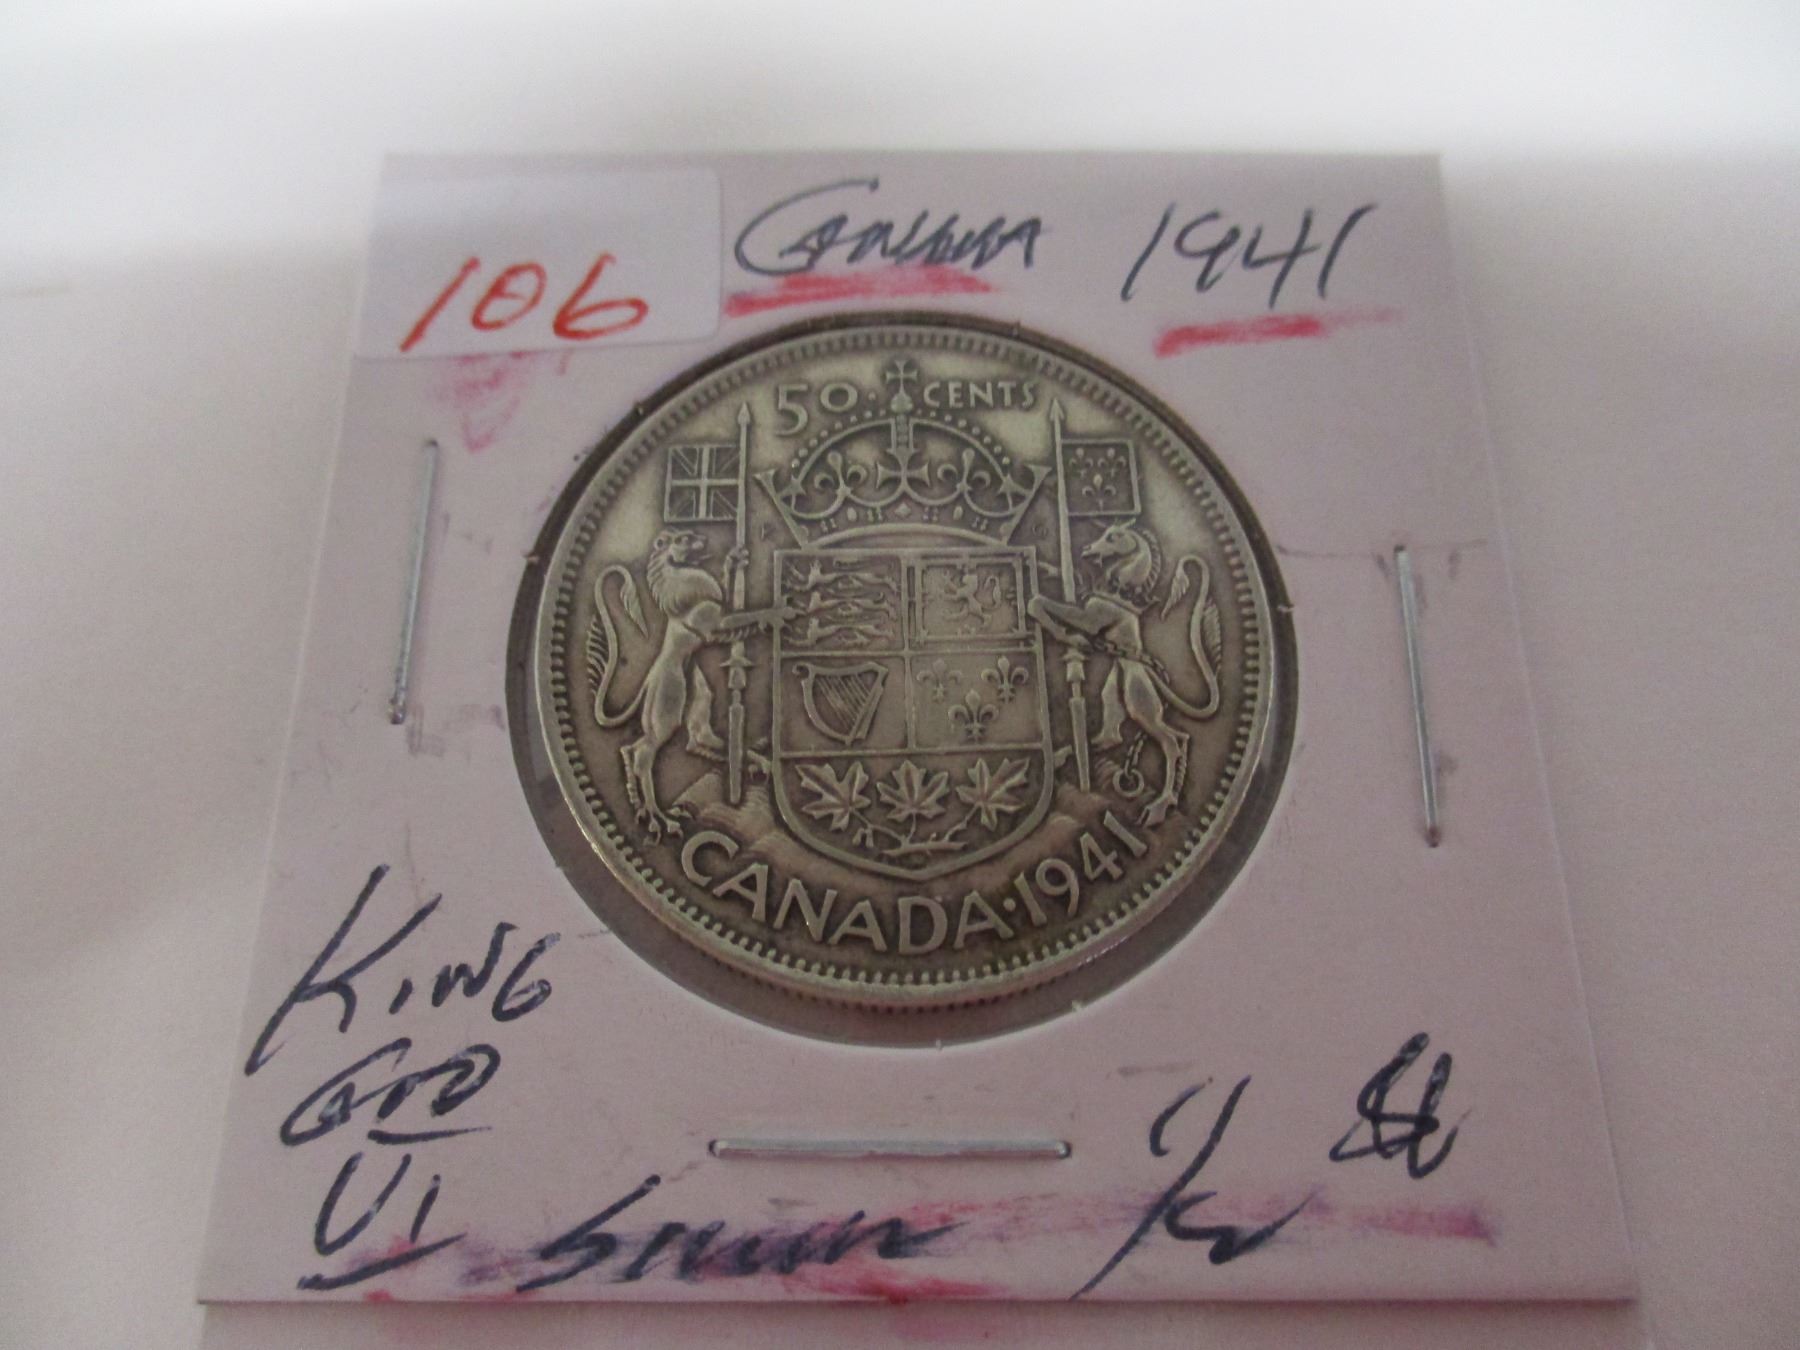 106
Canada 1941
50 CENTS
CANADA · 1941
KING
GEO
VI
Silver 1/2 $